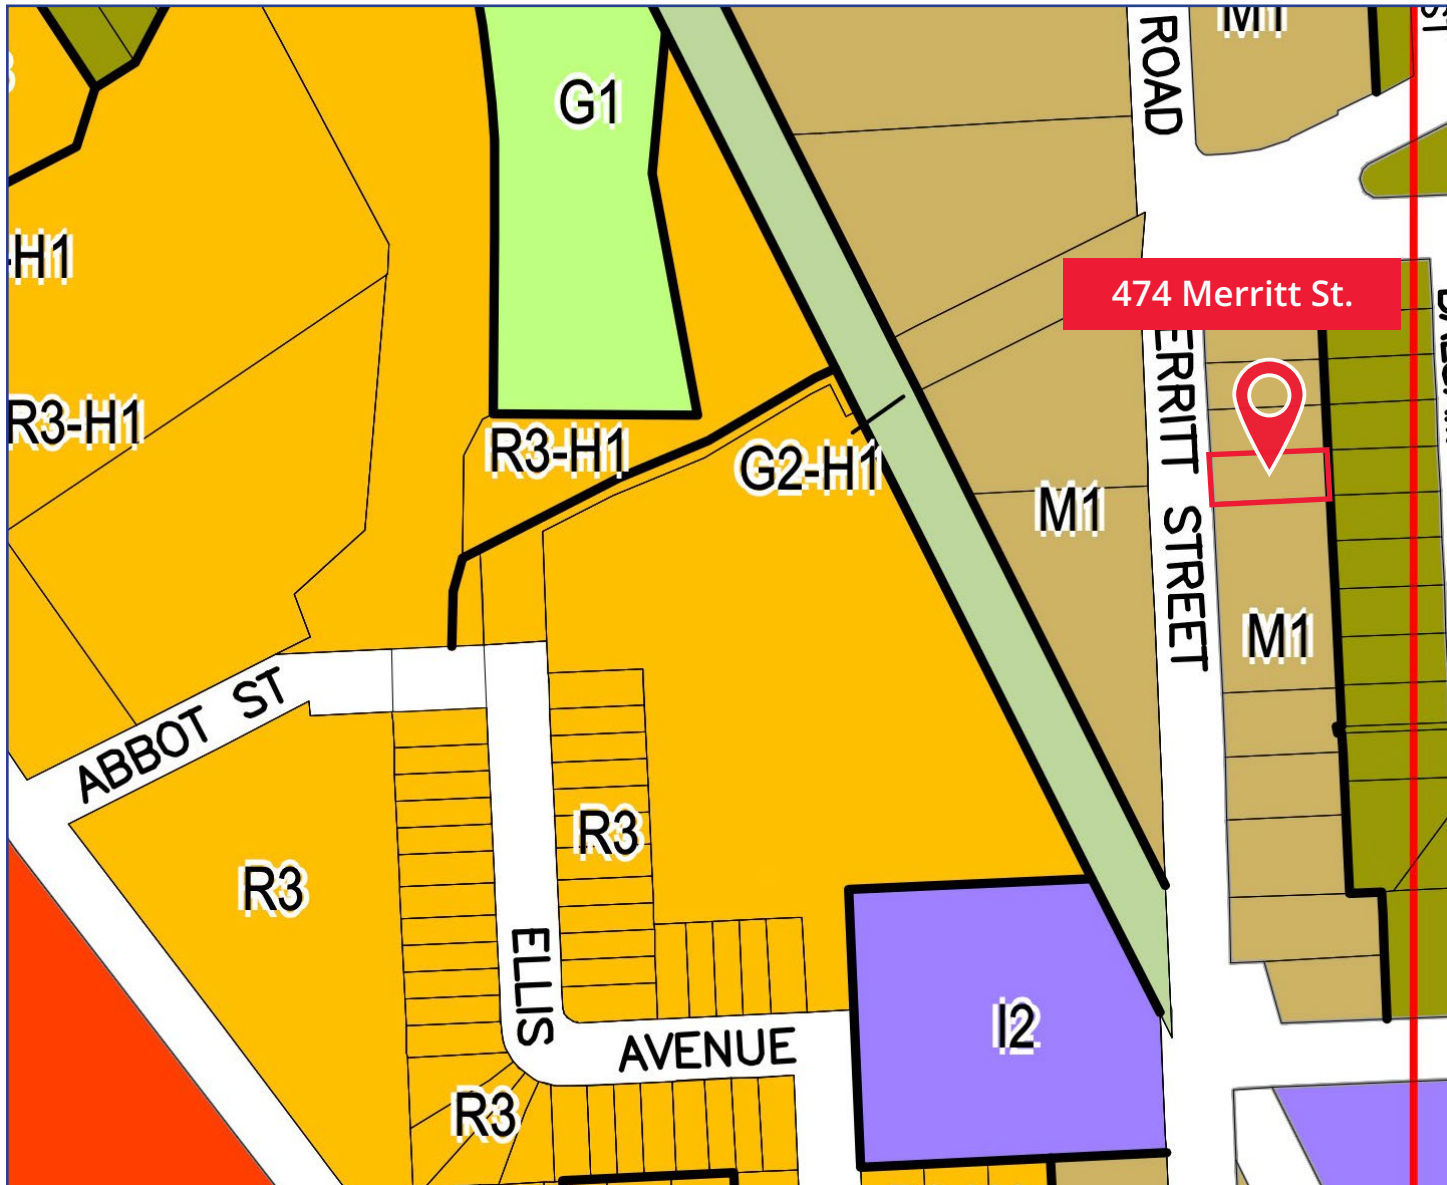 M1
ROAD
G1
-H1
474 Merritt St.
R3-H1
R3-H1
G2-H1
M1
ERRITT STREET
M1
ABBOT ST
R3
R3
ELLIS
AVENUE
I2
R3